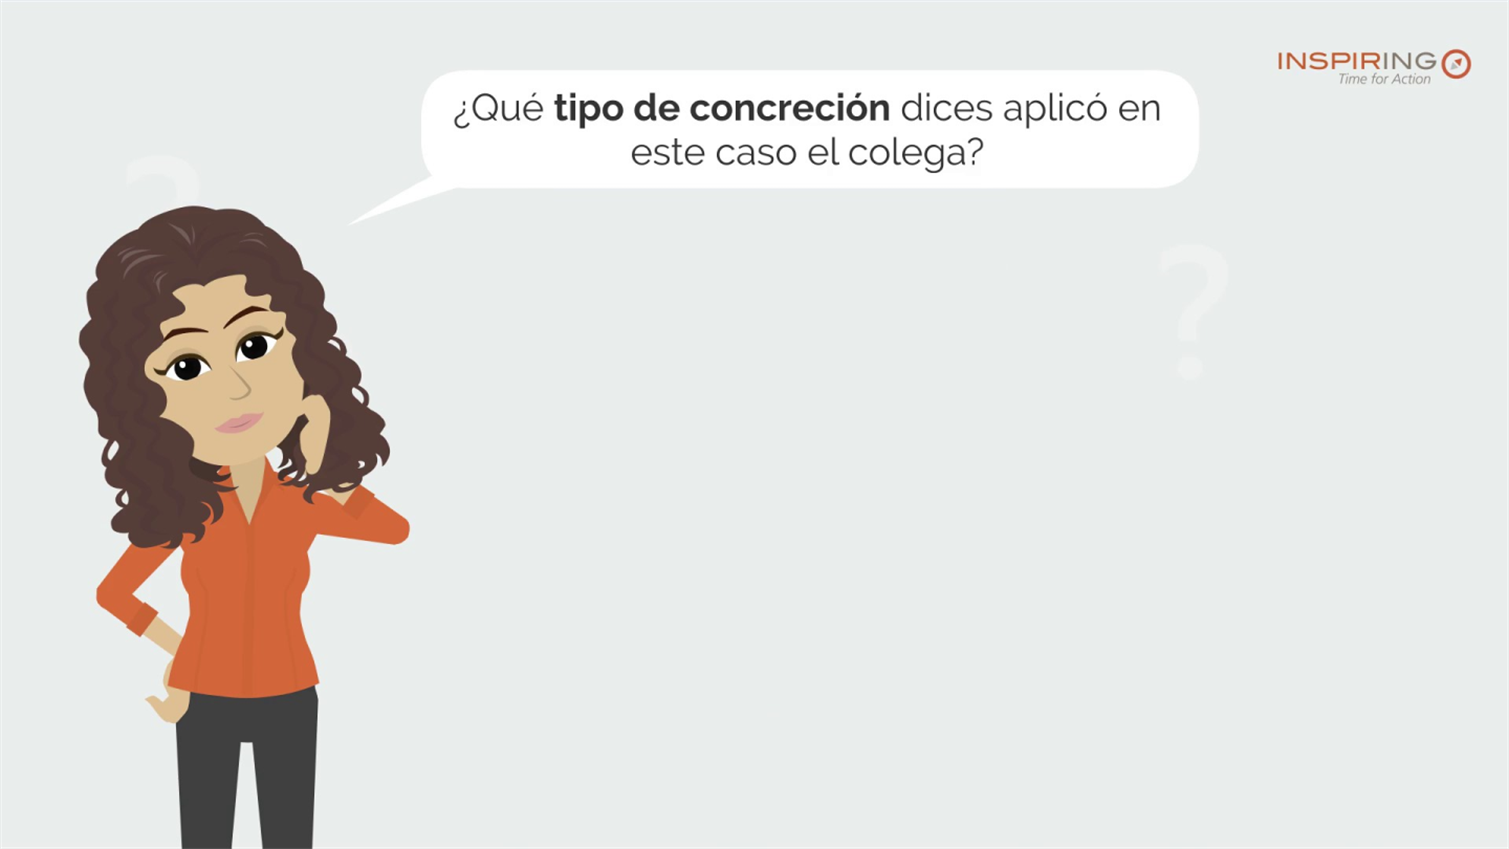 INSPIRING
Time for Action
¿Qué tipo de concreción dices aplicó en
este caso el colega?
?
?